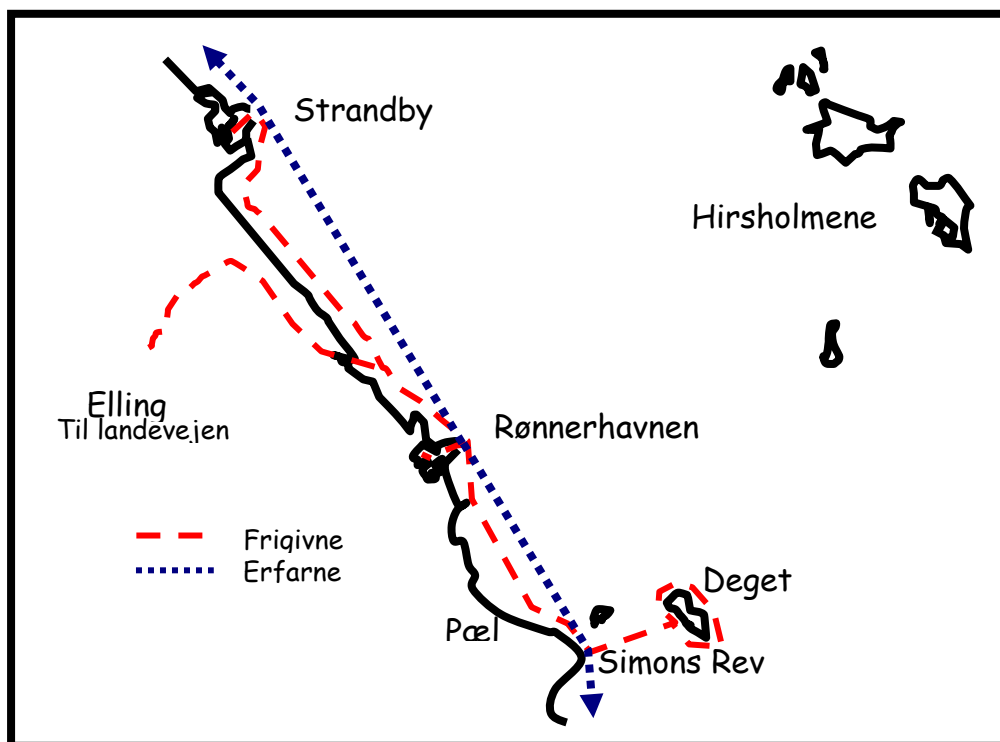 Strandby
Hirsholmene
Elling
Til landevejen
Rønnerhavnen
Frigivne
Erfarne
Deget
Pæl
Simons Rev